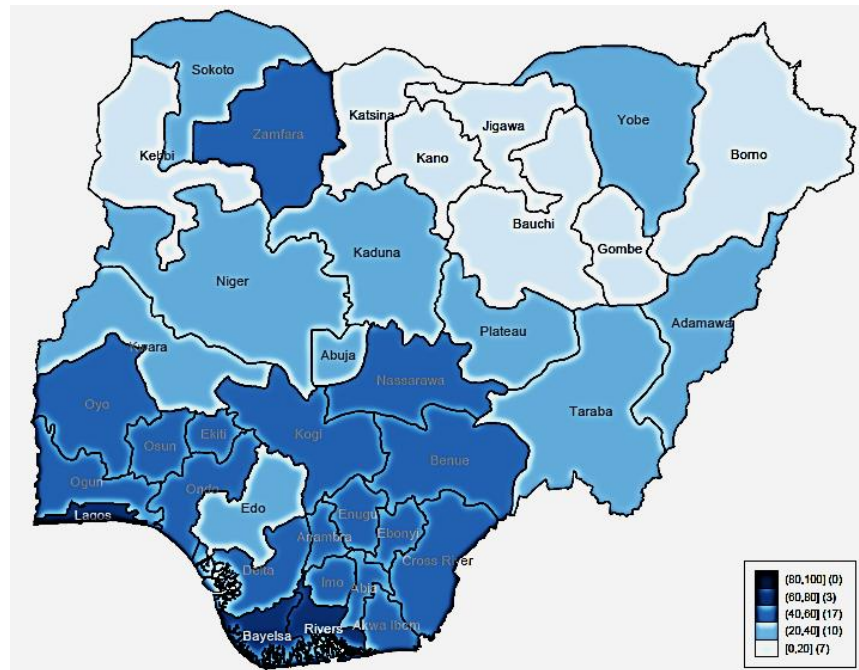 Sokoto
Zamfara
Kebbi
Katsina
Jigawa
Kano
Yobe
Borno
Bauchi
Gombe
Kaduna
Niger
Adamawa
Plateau
Kwara
Abuja
Nassarawa
Taraba
Oyo
Osun
Ekiti
Kogi
Benue
Ogun
Ondo
Edo
Lagos
Enugu
Anambra
Ebonyi
Cross River
Delta
Imo
Abia
Bayelsa
Rivers
Akwa Ibom
(80,100] (0)
(60,80] (3)
(40,60] (17)
(20,40] (10)
[0,20] (7)